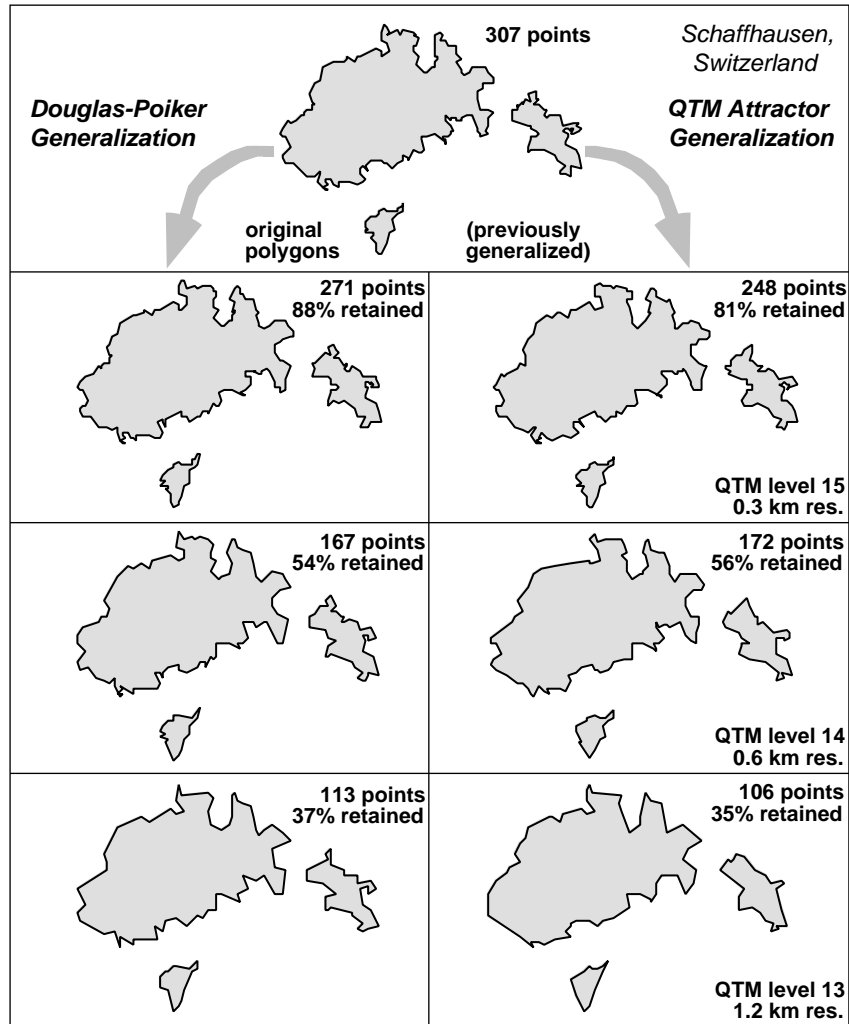 307 points
Schaffhausen,
Switzerland
Douglas-Poiker
Generalization
QTM Attractor
Generalization
original
polygons
(previously
generalized)
271 points
88% retained
248 points
81% retained
QTM level 15
0.3 km res.
167 points
54% retained
172 points
56% retained
QTM level 14
0.6 km res.
113 points
37% retained
106 points
35% retained
QTM level 13
1.2 km res.